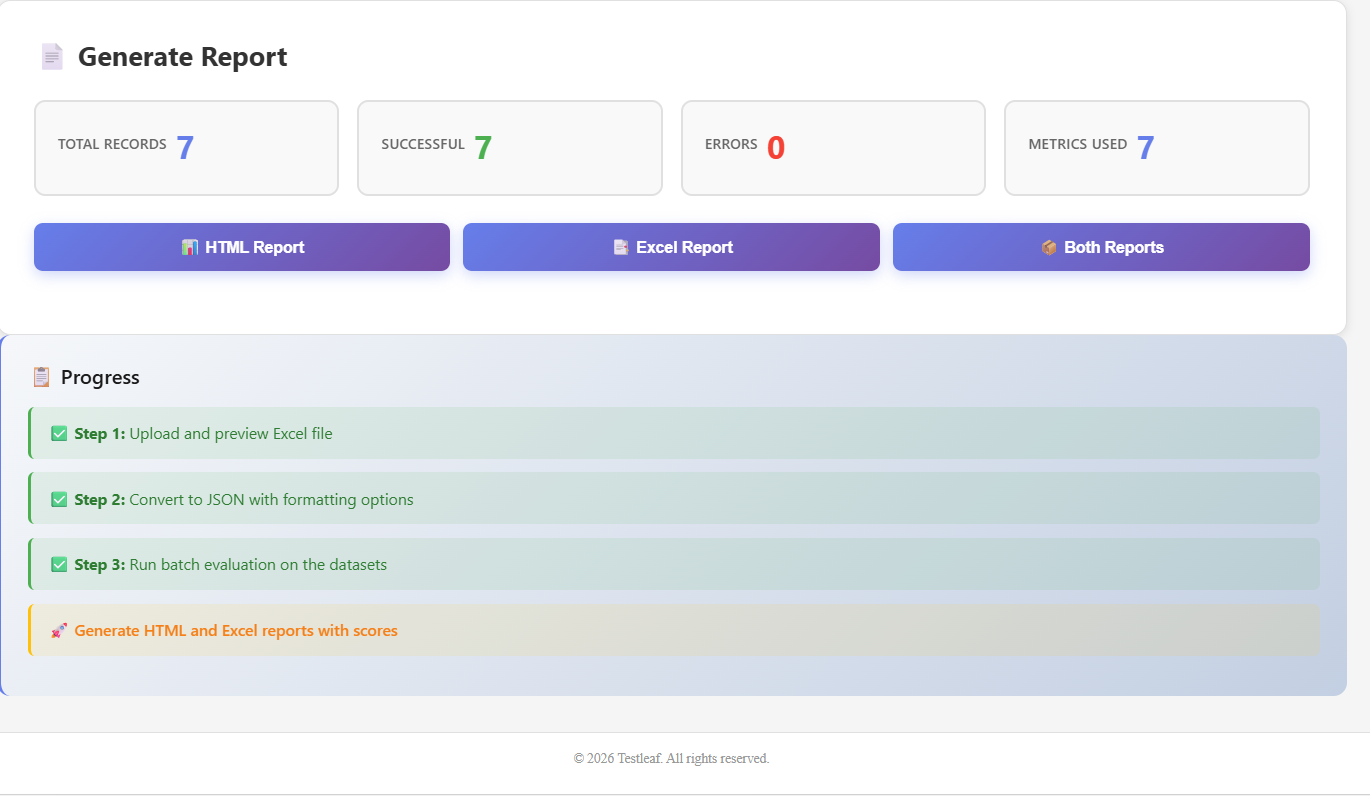 Generate Report
TOTAL RECORDS 7
SUCCESSFUL 7
ERRORS 0
METRICS USED 7
HTML Report
Excel Report
Both Reports
Progress
Step 1: Upload and preview Excel file
Step 2: Convert to JSON with formatting options
Step 3: Run batch evaluation on the datasets
Generate HTML and Excel reports with scores
© 2026 Testleaf. All rights reserved.